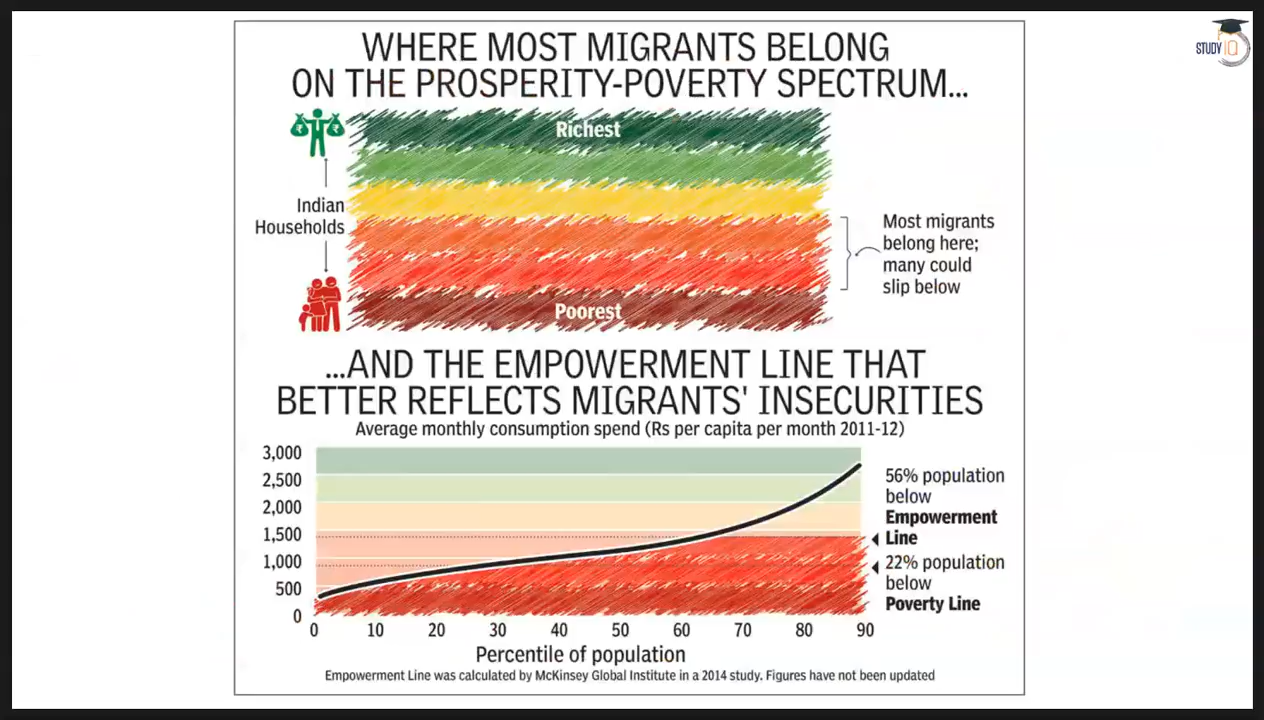 STUDY IQ
WHERE MOST MIGRANTS BELONG
ON THE PROSPERITY-POVERTY SPECTRUM...
Richest
Indian
Households
Most migrants
belong here;
many could
slip below
Poorest
...AND THE EMPOWERMENT LINE THAT
BETTER REFLECTS MIGRANTS' INSECURITIES
Average monthly consumption spend (Rs per capita per month 2011-12)
3,000
2,500
2,000
1,500
1,000
500
0
56% population
below
Empowerment
Line
22% population
below
Poverty Line
0 10 20 30 40 50 60 70 80 90
Percentile of population
Empowerment Line was calculated by McKinsey Global Institute in a 2014 study. Figures have not been updated